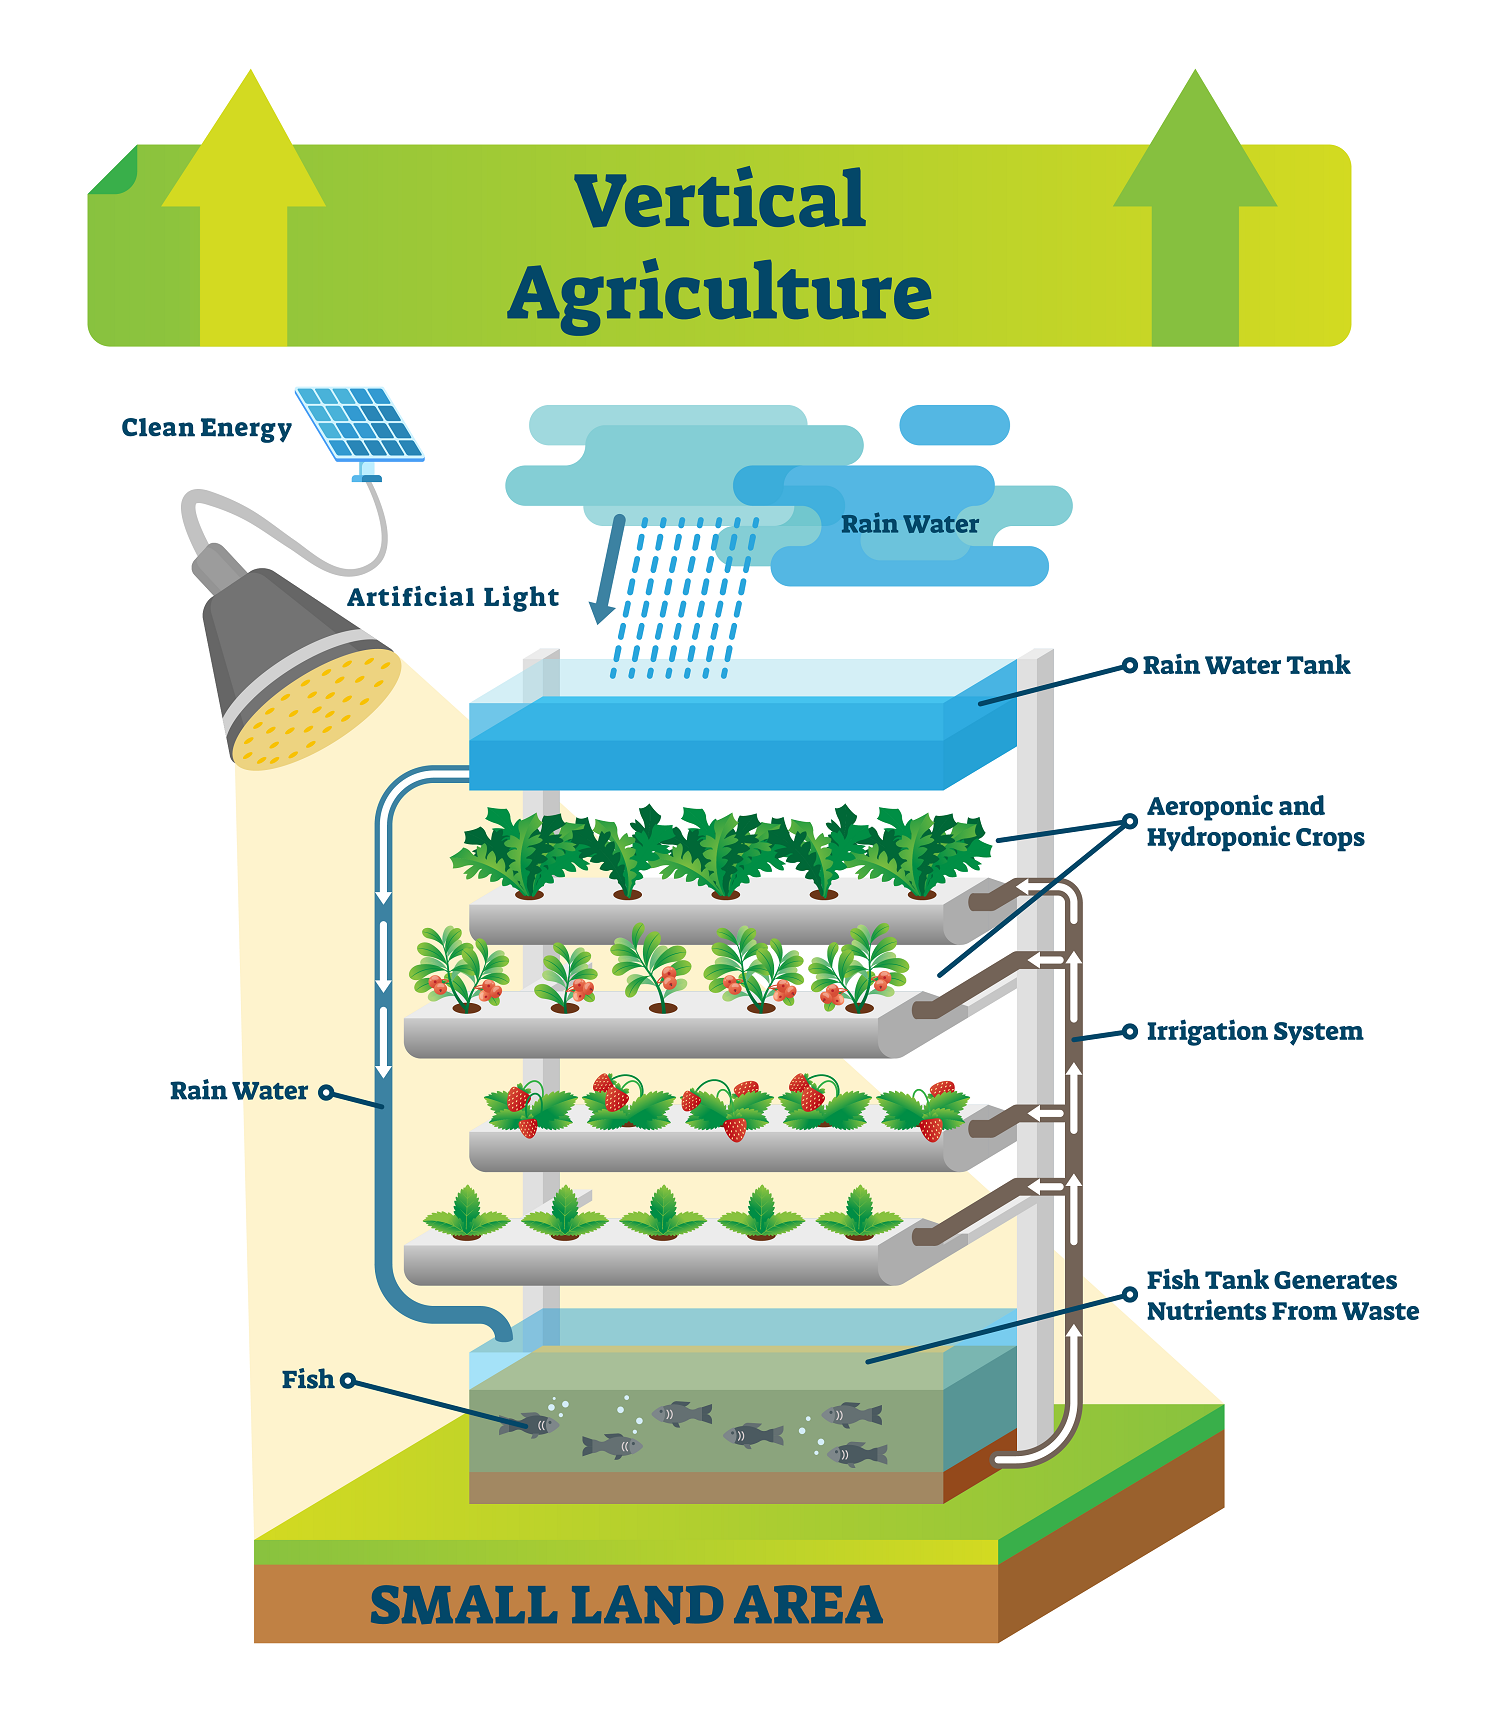 Vertical
Agriculture
Clean Energy
Rain Water
Artificial Light
Rain Water Tank
Aeroponic and
Hydroponic Crops
Irrigation System
Rain Water
Fish Tank Generates
Nutrients From Waste
Fish
SMALL LAND AREA